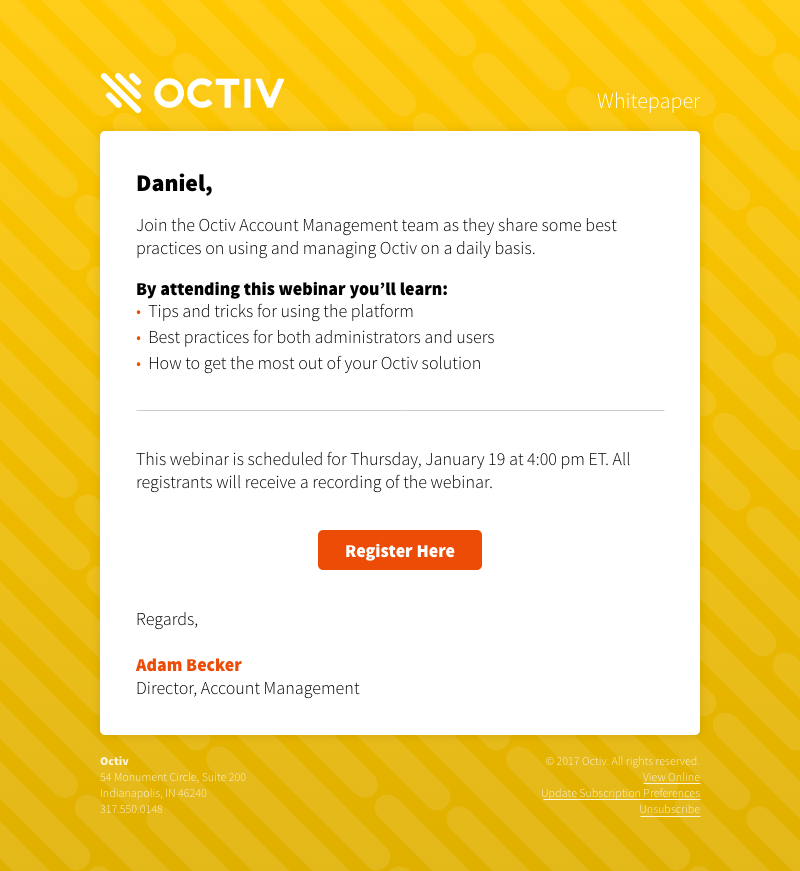 OCTIV
Whitepaper
Daniel,
Join the Octiv Account Management team as they share some best
practices on using and managing Octiv on a daily basis.
By attending this webinar you’ll learn:
• Tips and tricks for using the platform
• Best practices for both administrators and users
• How to get the most out of your Octiv solution
This webinar is scheduled for Thursday, January 19 at 4:00 pm ET. All
registrants will receive a recording of the webinar.
Register Here
Regards,
Adam Becker
Director, Account Management
Octiv
54 Monument Circle, Suite 200
Indianapolis, IN 46240
317.550.0148
© 2017 Octiv. All rights reserved.
View Online
Update Subscription Preferences
Unsubscribe